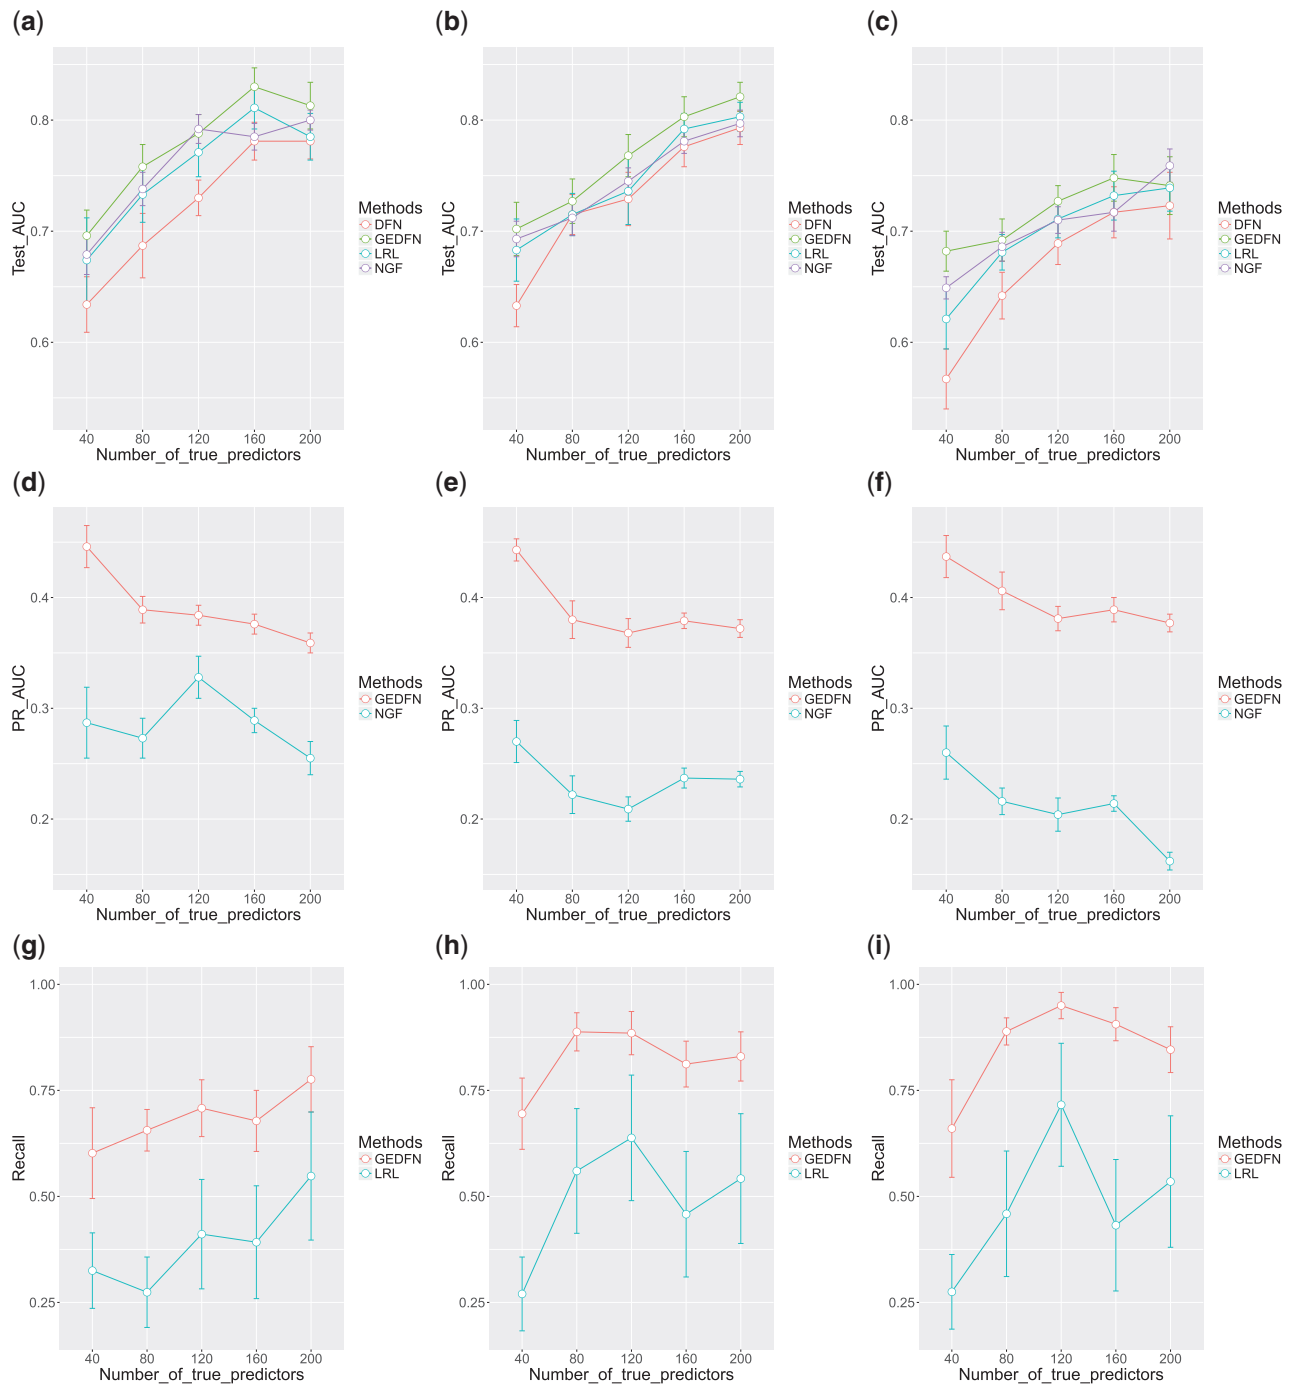 (a)
Test_AUC
0.8
0.7
0.6
40 80 120 160 200
Number_of_true_predictors
Methods
DFN
GEDFN
LRL
NGF
(b)
Test_AUC
0.8
0.7
0.6
40 80 120 160 200
Number_of_true_predictors
Methods
DFN
GEDFN
LRL
NGF
(c)
Test_AUC
0.8
0.7
0.6
40 80 120 160 200
Number_of_true_predictors
Methods
DFN
GEDFN
LRL
NGF
(d)
PR_AUC
0.4
0.3
0.2
40 80 120 160 200
Number_of_true_predictors
Methods
GEDFN
NGF
(e)
PR_AUC
0.4
0.3
0.2
40 80 120 160 200
Number_of_true_predictors
Methods
GEDFN
NGF
(f)
PR_AUC
0.4
0.3
0.2
40 80 120 160 200
Number_of_true_predictors
Methods
GEDFN
NGF
(g)
Recall
1.00
0.75
0.50
0.25
40 80 120 160 200
Number_of_true_predictors
Methods
GEDFN
LRL
(h)
Recall
1.00
0.75
0.50
0.25
40 80 120 160 200
Number_of_true_predictors
Methods
GEDFN
LRL
(i)
Recall
1.00
0.75
0.50
0.25
40 80 120 160 200
Number_of_true_predictors
Methods
GEDFN
LRL